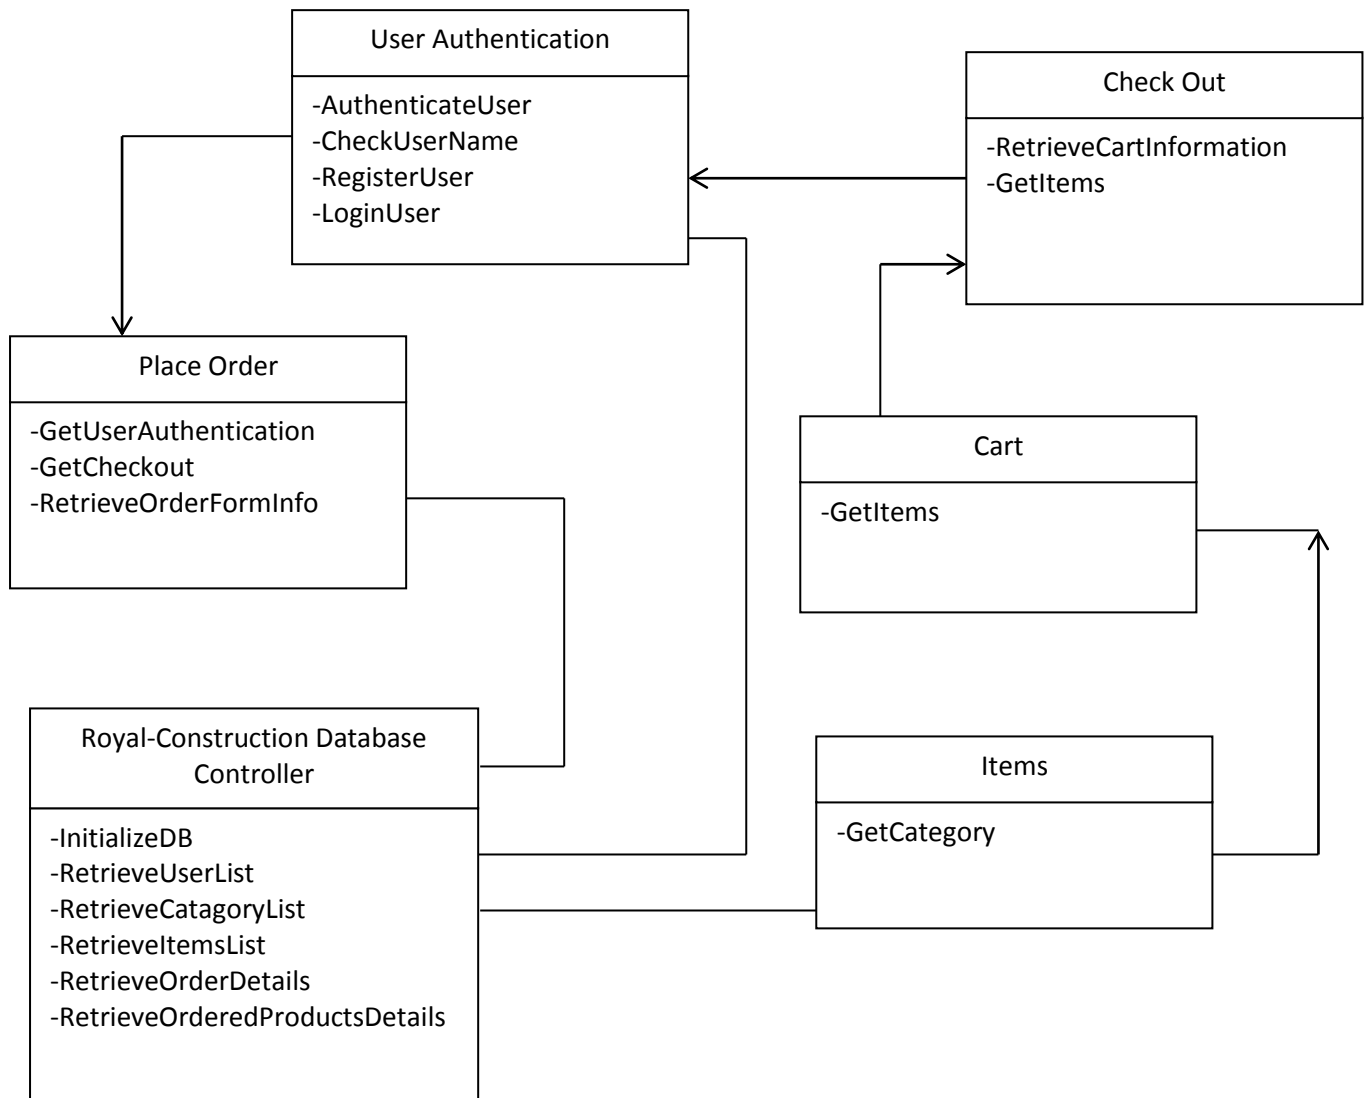 User Authentication
-AuthenticateUser
-CheckUserName
-RegisterUser
-LoginUser
Check Out
-RetrieveCartInformation
-GetItems
Place Order
-GetUserAuthentication
-GetCheckout
-RetrieveOrderFormInfo
Cart
-GetItems
Royal-Construction Database
Controller
-InitializeDB
-RetrieveUserList
-RetrieveCatagoryList
-RetrieveItemsList
-RetrieveOrderDetails
-RetrieveOrderedProductsDetails
Items
-GetCategory